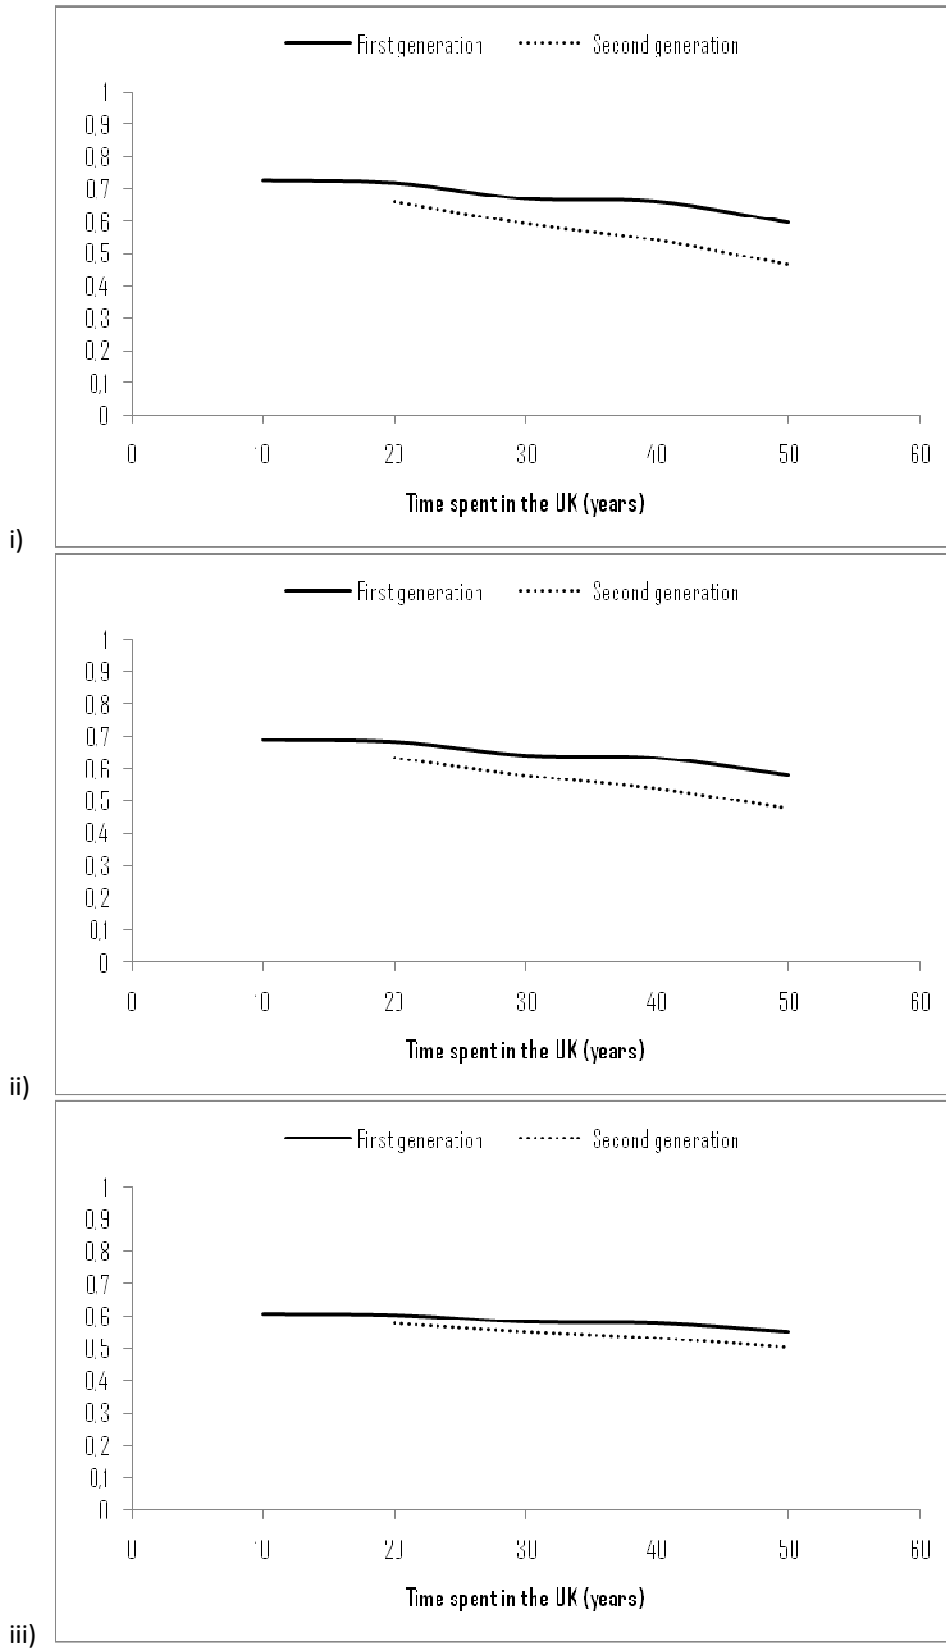 First generation Second generation
1
0,9
0,8
0,7
0,6
0,5
0,4
0,3
0,2
0,1
0
0 10 20 30 40 50 60
Time spent in the UK (years)
i)
First generation Second generation
1
0,9
0,8
0,7
0,6
0,5
0,4
0,3
0,2
0,1
0
0 10 20 30 40 50 60
Time spent in the UK (years)
ii)
First generation Second generation
1
0,9
0,8
0,7
0,6
0,5
0,4
0,3
0,2
0,1
0
0 10 20 30 40 50 60
Time spent in the UK (years)
iii)